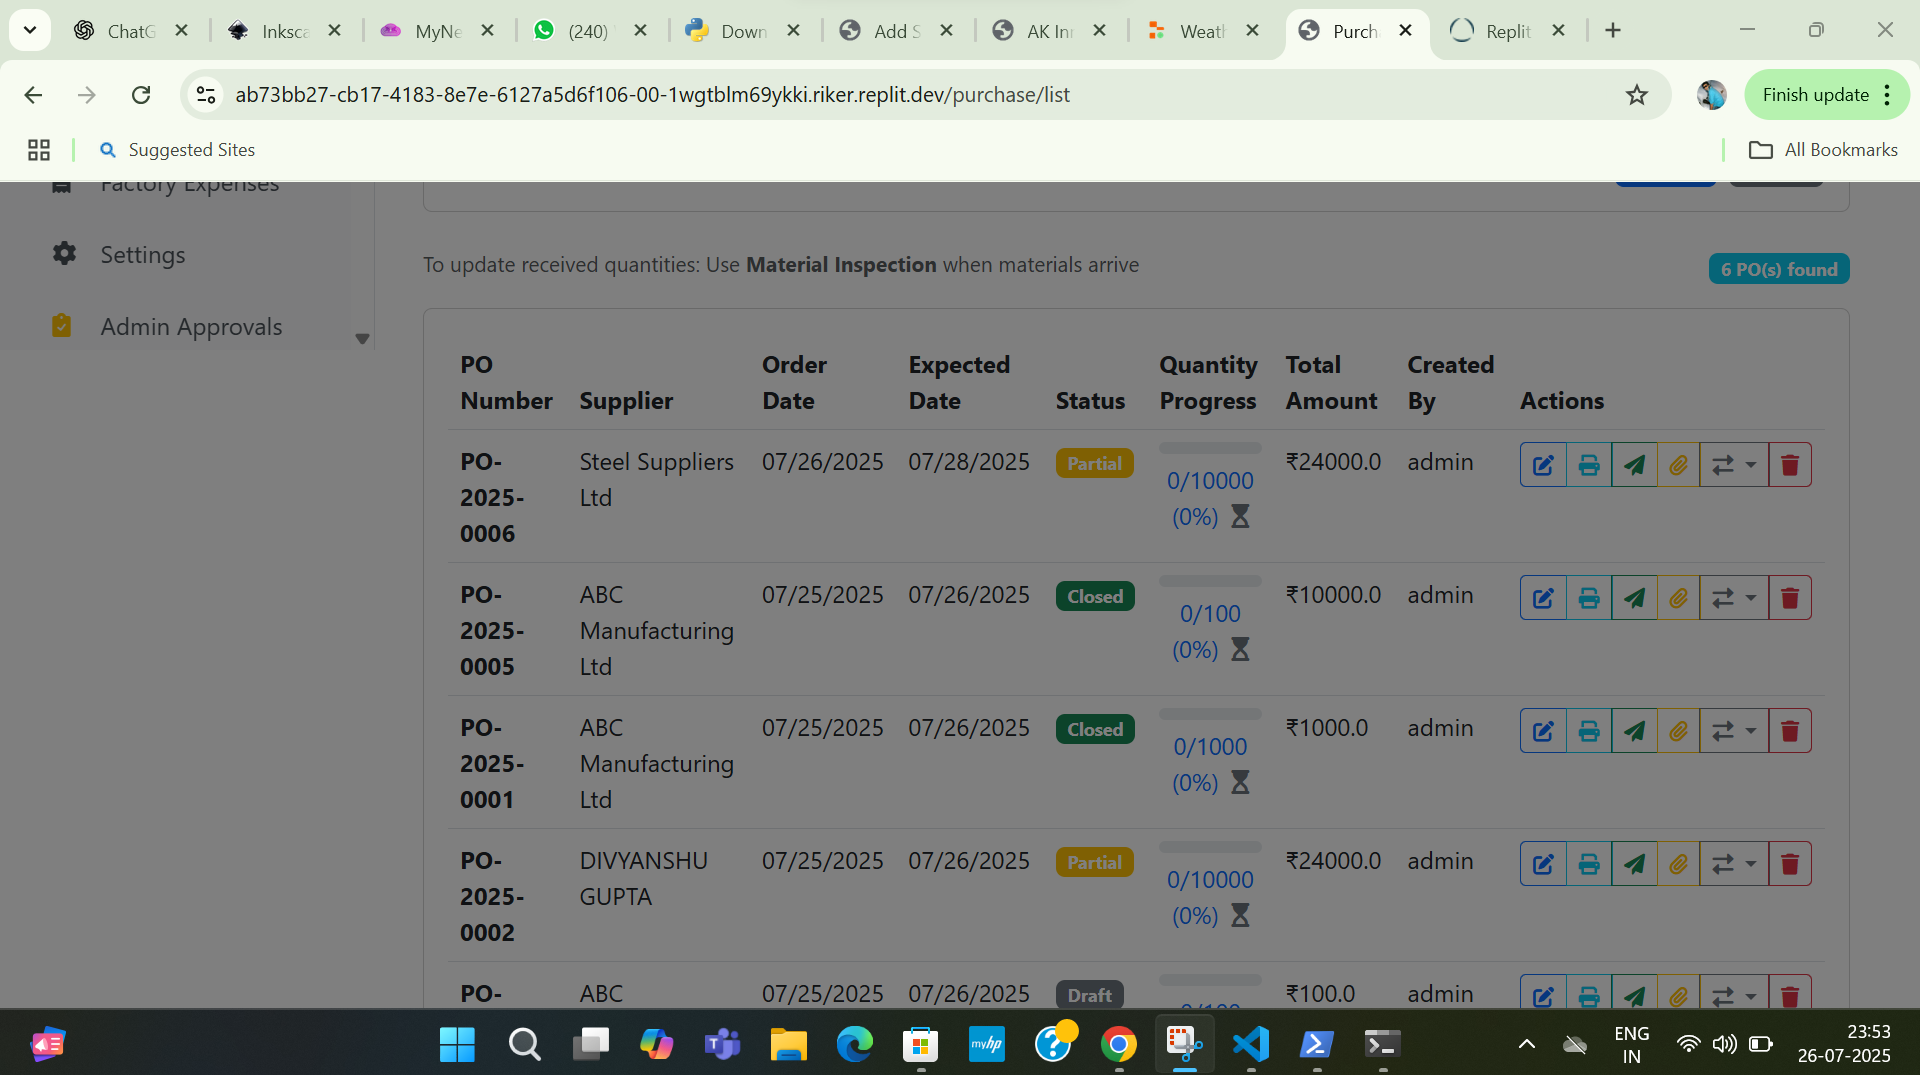 ChatG
Inksca
MyNe
(240)
Down
Add S
AK Inn
Weath
Purch
Replit
ab73bb27-cb17-4183-8e7e-6127a5d6f106-00-1wgtblm69ykki.riker.replit.dev/purchase/list
Finish update
Suggested Sites
All Bookmarks
Factory Expenses
Settings
Admin Approvals
To update received quantities: Use Material Inspection when materials arrive
6 PO(s) found
PO Number Supplier Order Date Expected Date Status Quantity Progress Total Amount Created By Actions
PO-2025-0006 Steel Suppliers Ltd 07/26/2025 07/28/2025 Partial 0/10000 (0%) ₹24000.0 admin
PO-2025-0005 ABC Manufacturing Ltd 07/25/2025 07/26/2025 Closed 0/100 (0%) ₹10000.0 admin
PO-2025-0001 ABC Manufacturing Ltd 07/25/2025 07/26/2025 Closed 0/1000 (0%) ₹1000.0 admin
PO-2025-0002 DIVYANSHU GUPTA 07/25/2025 07/26/2025 Partial 0/10000 (0%) ₹24000.0 admin
PO- ABC 07/25/2025 07/26/2025 Draft ₹100.0 admin
myhp
ENG
IN
23:53
26-07-2025